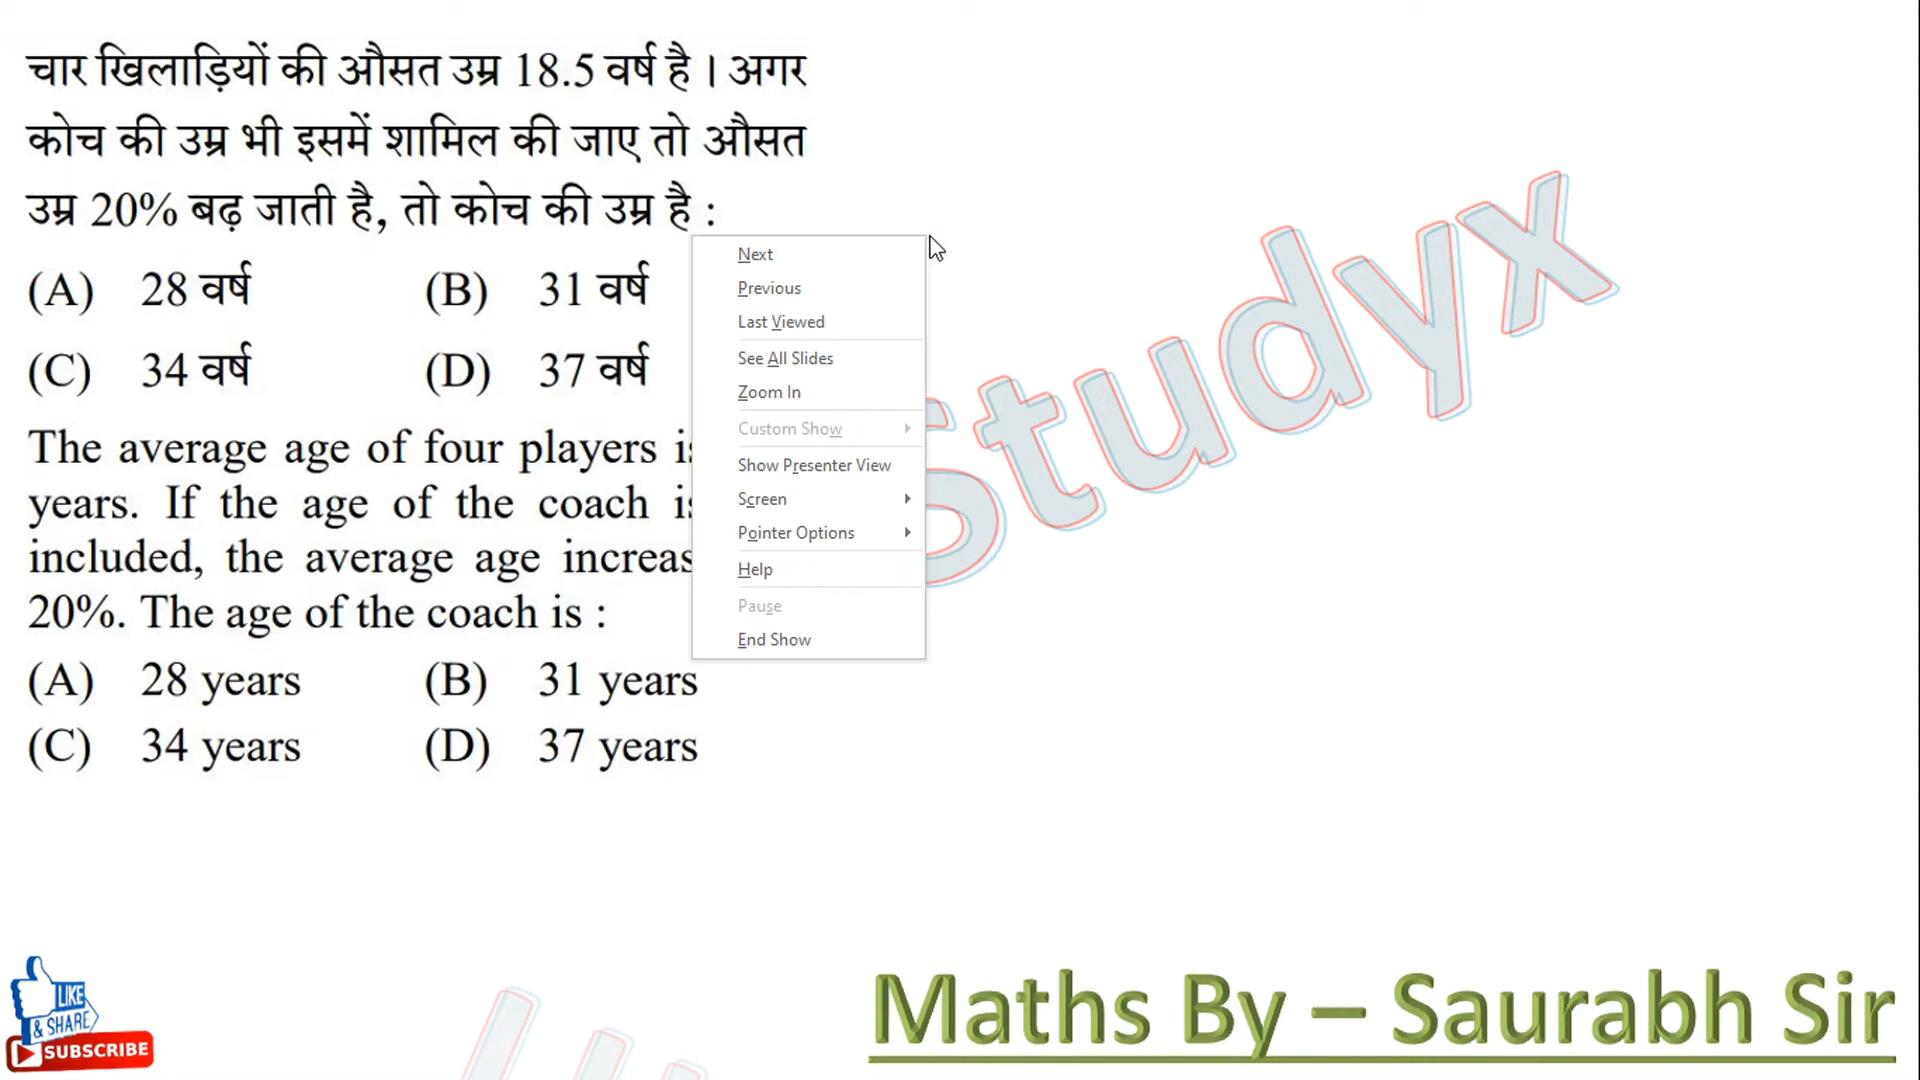 चार खिलाड़ियों की औसत उम्र 18.5 वर्ष है । अगर
कोच की उम्र भी इसमें शामिल की जाए तो औसत
उम्र 20% बढ़ जाती है, तो कोच की उम्र है :
(A) 28 वर्ष (B) 31 वर्ष
(C) 34 वर्ष (D) 37 वर्ष
The average age of four players
years. If the age of the coach
included, the average age
20%. The age of the coach is :
(A) 28 years (B) 31 years
(C) 34 years (D) 37 years
Next
Previous
Last Viewed
See All Slides
Zoom In
Custom Show
Show Presenter View
Screen
Pointer Options
Help
Pause
End Show
Studyx
LIKE
& SHARE
SUBSCRIBE
Maths By – Saurabh Sir